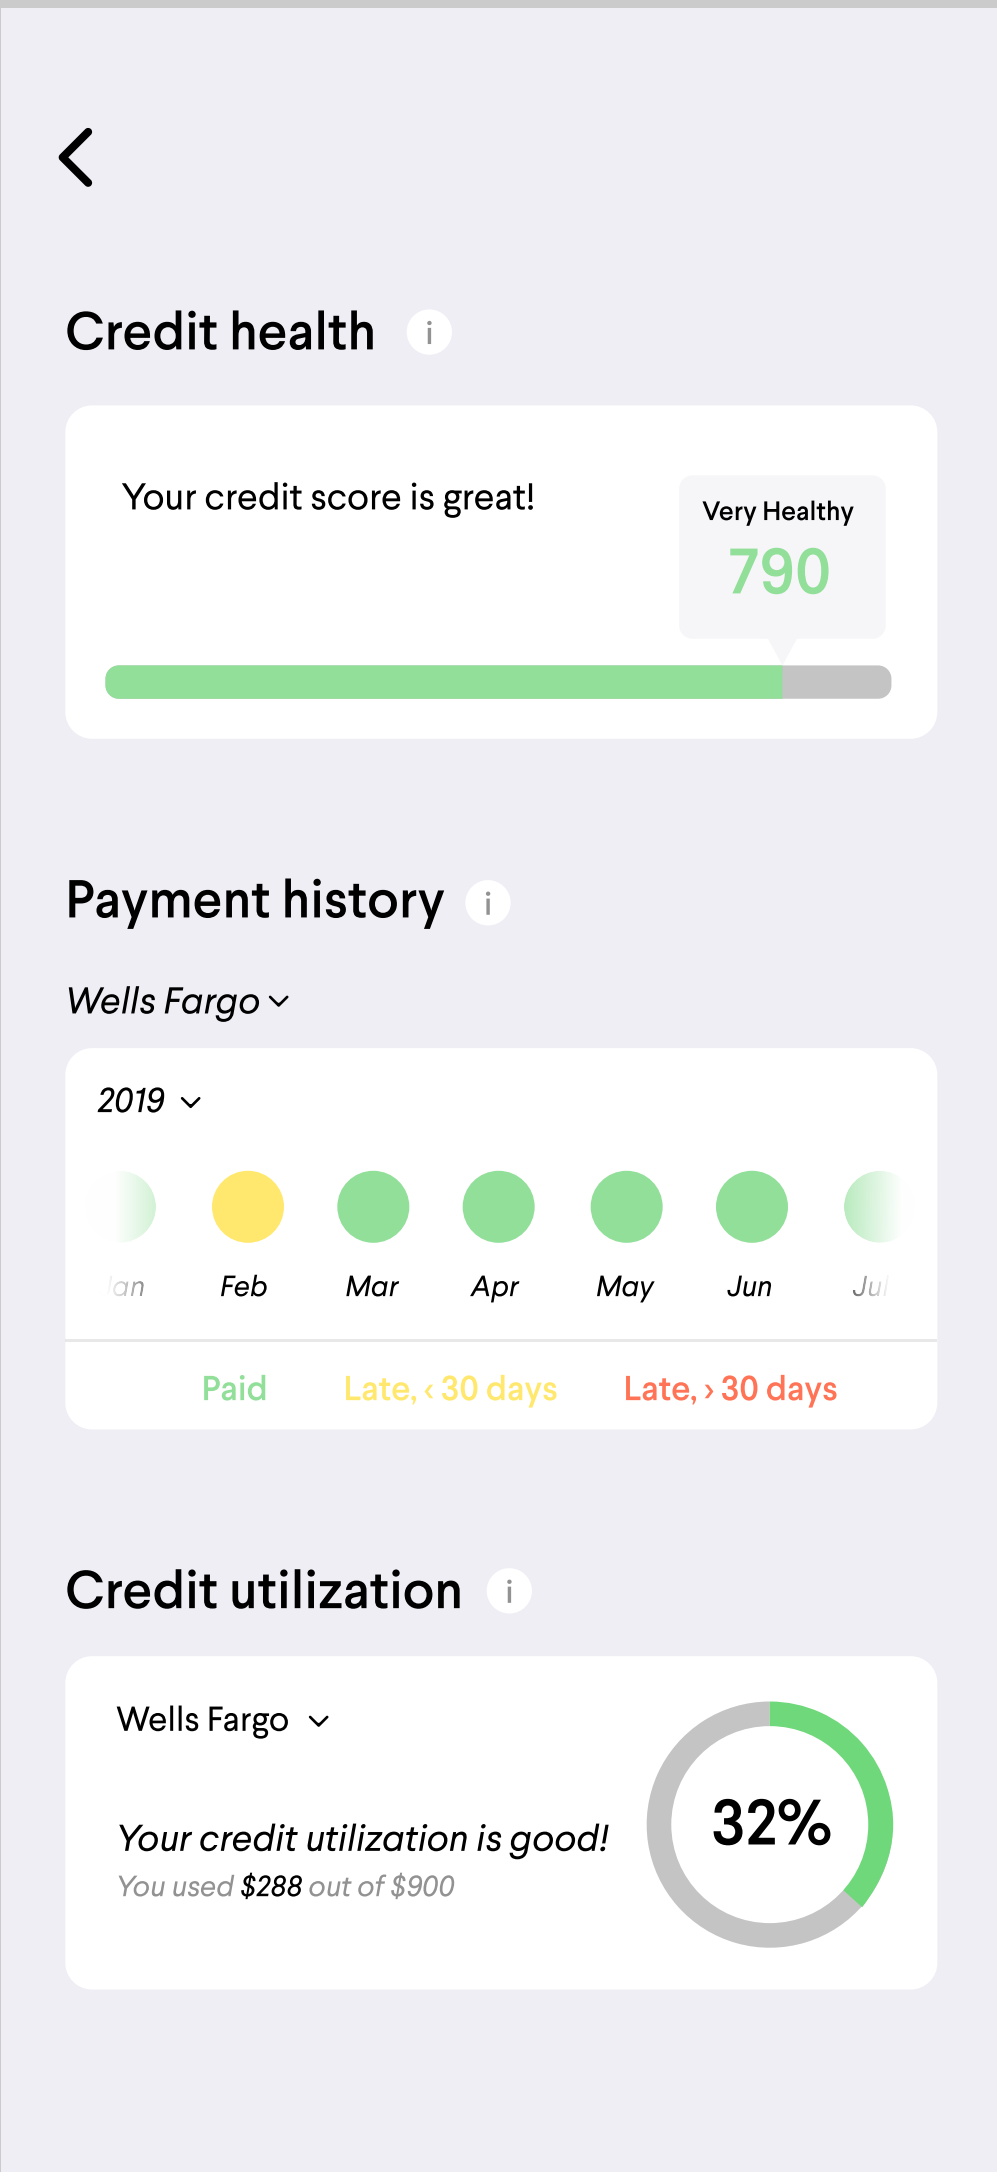 Credit health i
Your credit score is great!
Very Healthy
790
Payment history i
Wells Fargo
2019
Jan Feb Mar Apr May Jun Jul
Paid Late, < 30 days Late, > 30 days
Credit utilization i
Wells Fargo
Your credit utilization is good!
You used $288 out of $900
32%